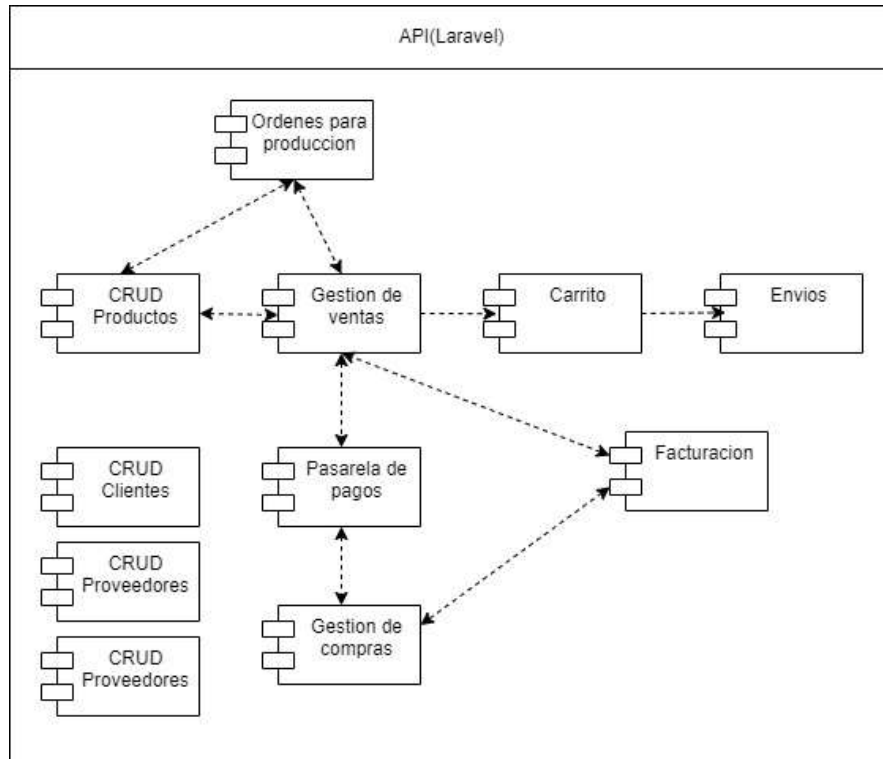 API(Laravel)
Ordenes para
produccion
CRUD
Productos
Gestion de
ventas
Carrito
Envios
CRUD
Clientes
Pasarela de
pagos
Facturacion
CRUD
Proveedores
Gestion de
compras
CRUD
Proveedores